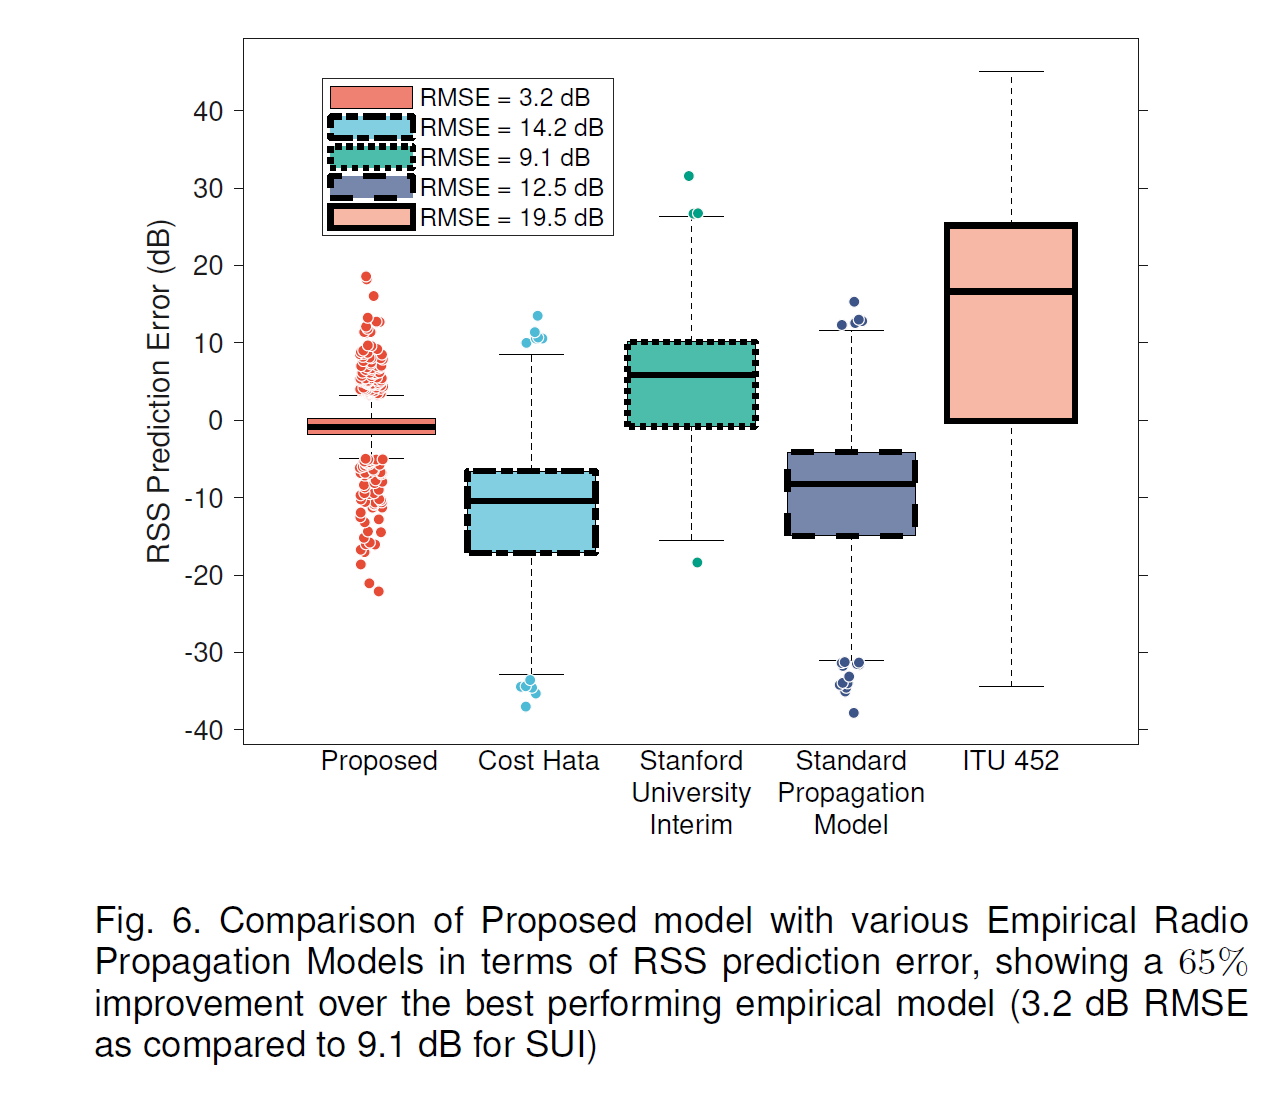 RMSE = 3.2 dB
RMSE = 14.2 dB
RMSE = 9.1 dB
RMSE = 12.5 dB
RMSE = 19.5 dB
RSS Prediction Error (dB)
40
30
20
10
0
-10
-20
-30
-40
Proposed
Cost Hata
Stanford
University
Interim
Standard
Propagation
Model
ITU 452
Fig. 6. Comparison of Proposed model with various Empirical Radio
Propagation Models in terms of RSS prediction error, showing a 65%
improvement over the best performing empirical model (3.2 dB RMSE
as compared to 9.1 dB for SUI)